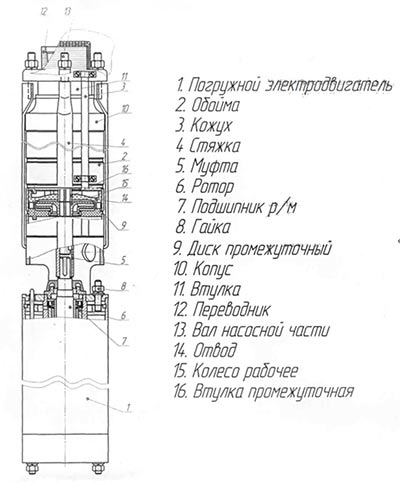 12 13
11
3
10
4
2
16
15
14
9
5
8
6
7
1
1. Погружной электродвигатель
2. Обойма
3. Кожух
4 Стяжка
5. Муфта
6. Ротор
7. Подшипник р/м
8. Гайка
9. Диск промежуточный
10. Копус
11. Втулка
12. Переводник
13. Вал насосной части
14. Отвод
15. Колесо рабочее
16. Втулка промежуточная